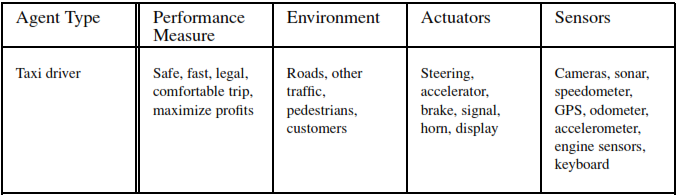 Agent Type
Performance
Measure
Environment
Actuators
Sensors
Taxi driver
Safe, fast, legal,
comfortable trip,
maximize profits
Roads, other
traffic,
pedestrians,
customers
Steering,
accelerator,
brake, signal,
horn, display
Cameras, sonar,
speedometer,
GPS, odometer,
accelerometer,
engine sensors,
keyboard